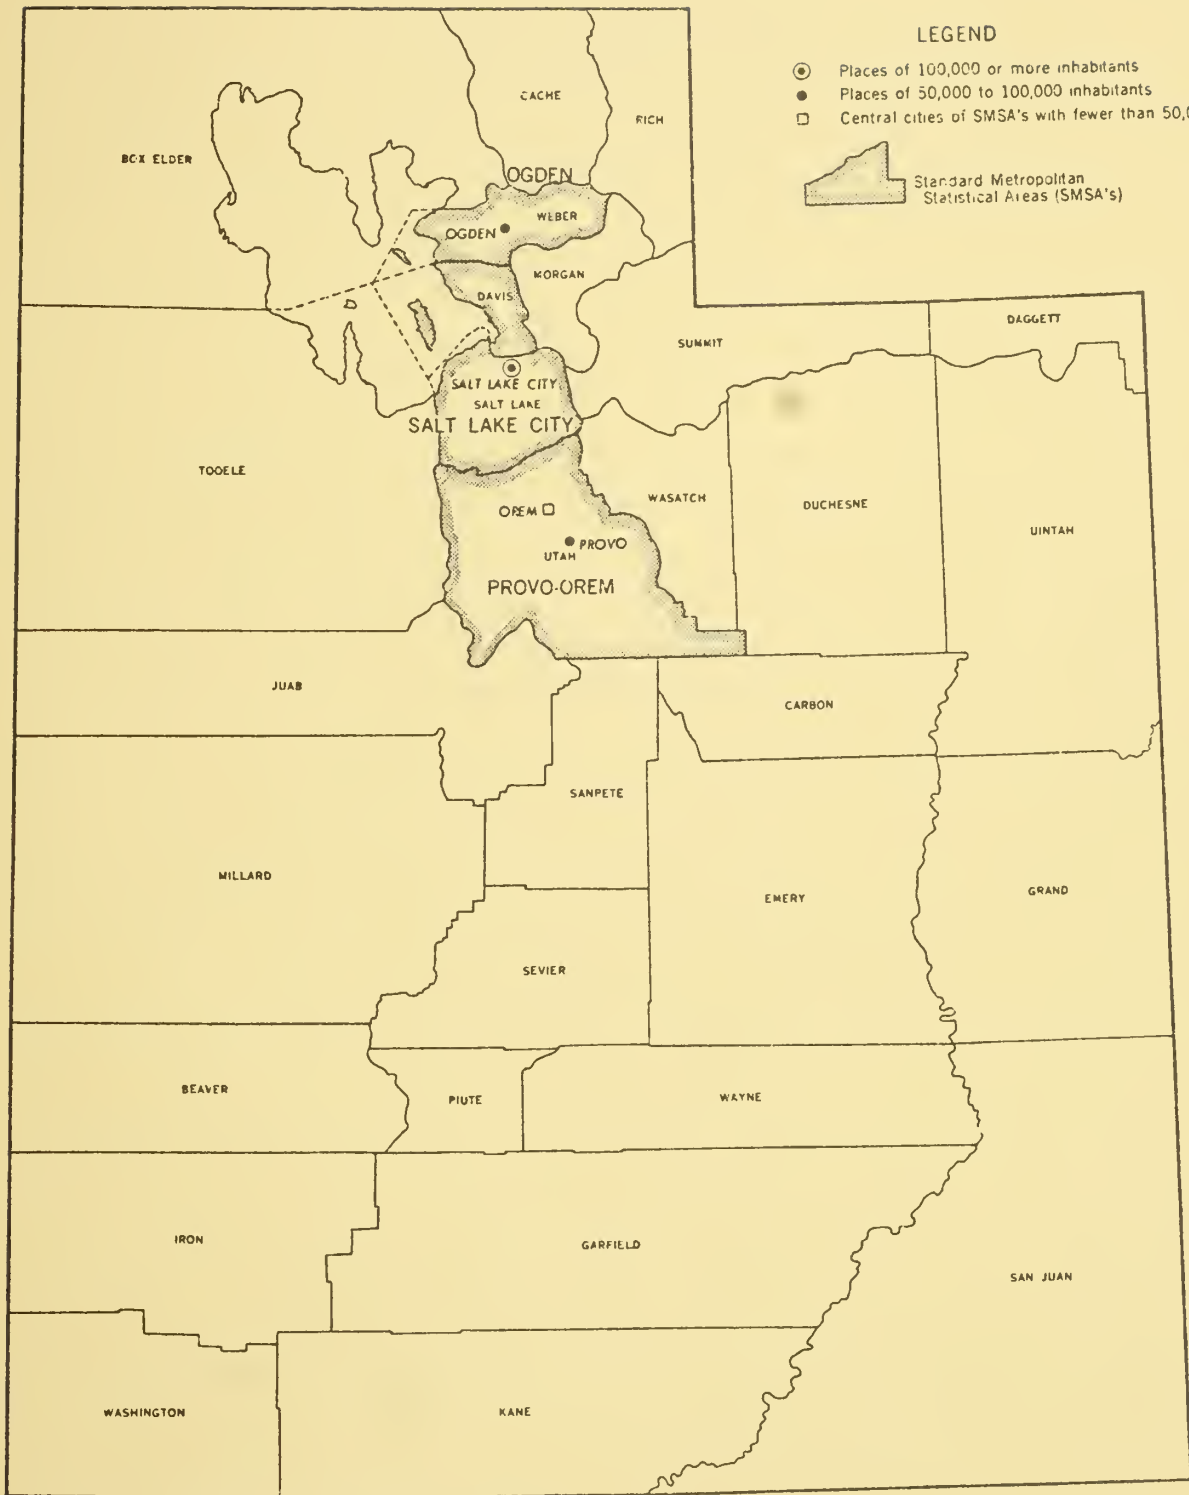 LEGEND
Places of 100,000 or more inhabitants
Places of 50,000 to 100,000 inhabitants
Central cities of SMSA's with fewer than 50,0
Standard Metropolitan
Statistical Areas (SMSA's)
CACHE
RICH
BOX ELDER
OGDEN
WEBER
OGDEN
MORGAN
DAVIS
DAGGETT
SUMMIT
SALT LAKE CITY
SALT LAKE
SALT LAKE CITY
TOOELE
WASATCH
DUCHESNE
UINTAH
OREM
PROVO
UTAH
PROVO-OREM
JUAB
CARBON
SANPETE
MILLARD
EMERY
GRAND
SEVIER
BEAVER
PIUTE
WAYNE
IRON
GARFIELD
SAN JUAN
WASHINGTON
KANE